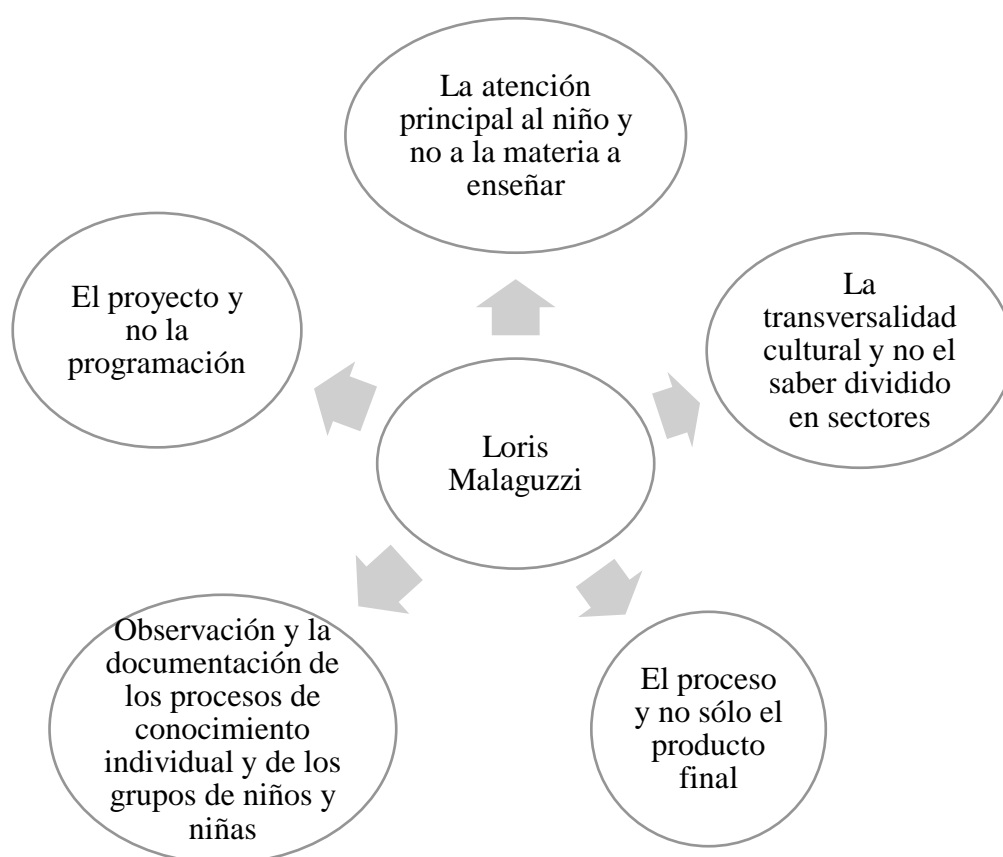 La atención
principal al niño y
no a la materia a
enseñar
El proyecto y
no la
programación
La
transversalidad
cultural y no el
saber dividido
en sectores
Loris
Malaguzzi
Observación y la
documentación de
los procesos de
conocimiento
individual y de los
grupos de niños y
niñas
El proceso
y no sólo el
producto
final